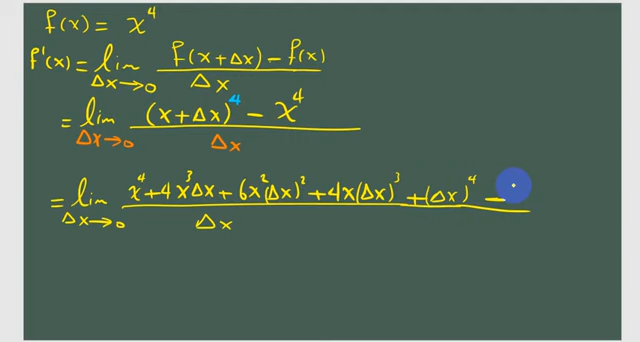 f(x) = x⁴
f'(x) = lim Δx→0 (f(x+Δx) − f(x)) / Δx
= lim Δx→0 ((x+Δx)⁴ − x⁴) / Δx
= lim Δx→0 (x⁴ + 4x³Δx + 6x²(Δx)² + 4x(Δx)³ + (Δx)⁴ −) / Δx